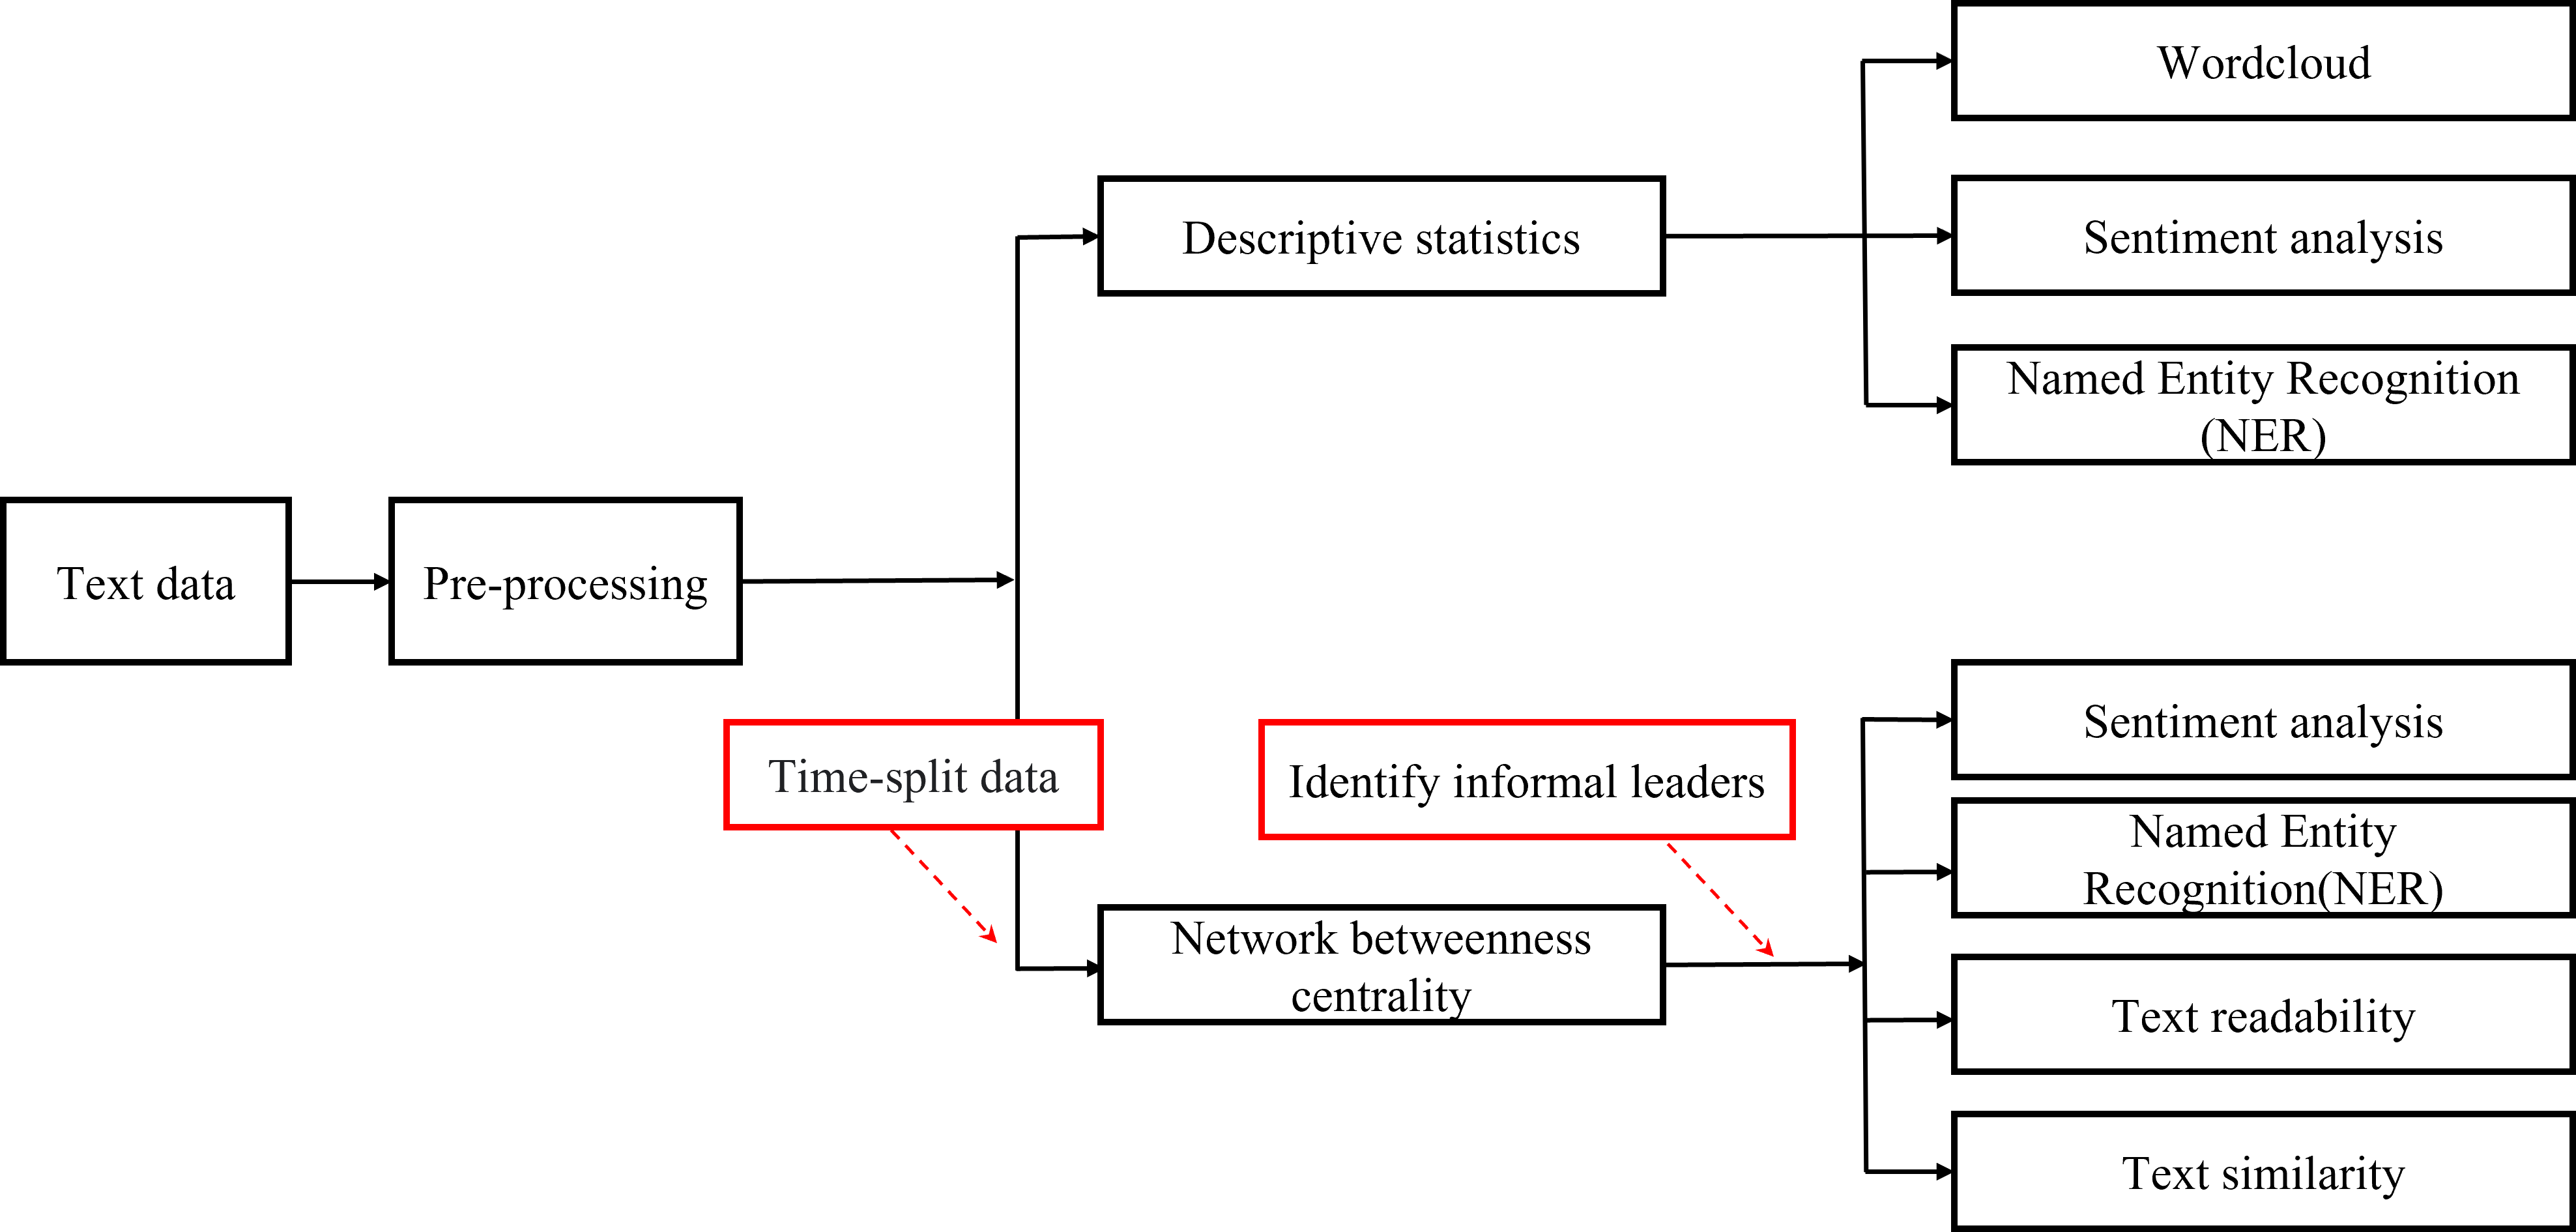 Wordcloud
Descriptive statistics
Sentiment analysis
Named Entity Recognition
(NER)
Text data
Pre-processing
Time-split data
Identify informal leaders
Network betweenness
centrality
Sentiment analysis
Named Entity
Recognition(NER)
Text readability
Text similarity